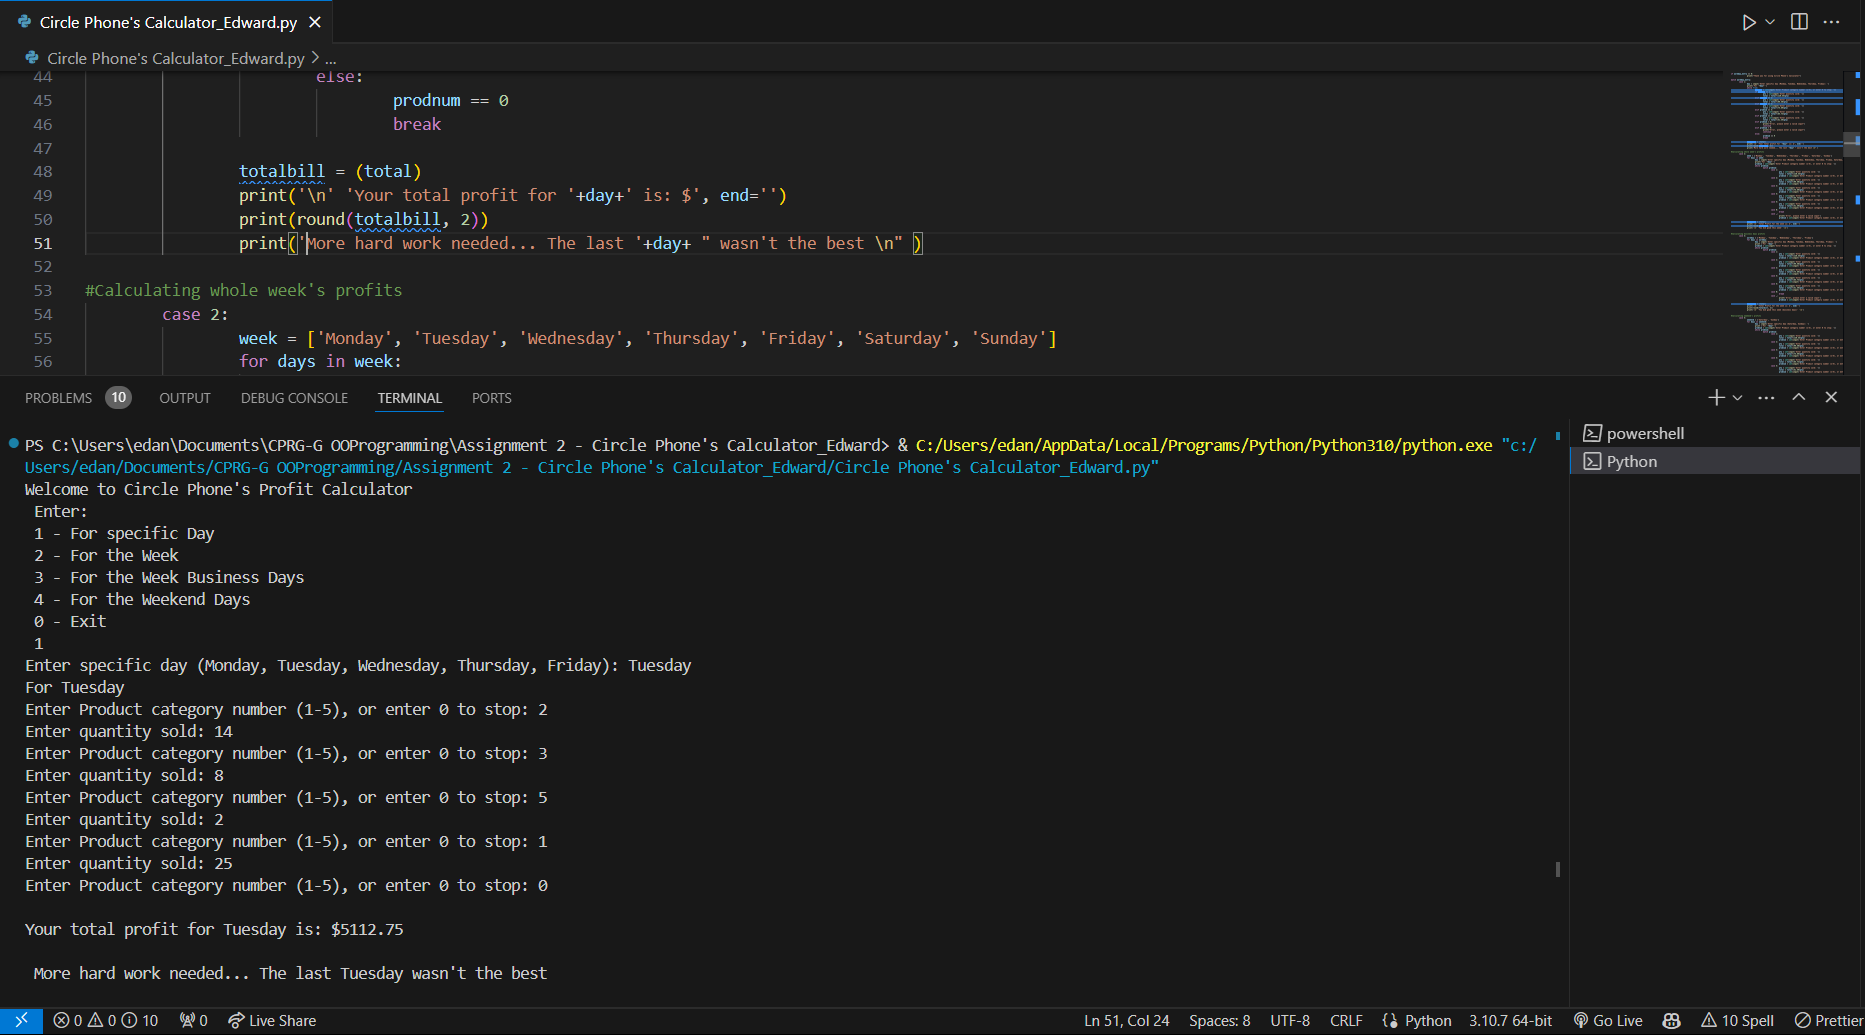 Circle Phone's Calculator_Edward.py
Circle Phone's Calculator_Edward.py > ...
44 else:
45 prodnum == 0
46 break
47
48 totalbill = (total)
49 print('\n' 'Your total profit for '+day+' is: $', end='')
50 print(round(totalbill, 2))
51 print('More hard work needed... The last '+day+ " wasn't the best \n" )
52
53 #Calculating whole week's profits
54 case 2:
55 week = ['Monday', 'Tuesday', 'Wednesday', 'Thursday', 'Friday', 'Saturday', 'Sunday']
56 for days in week:
PROBLEMS 10 OUTPUT DEBUG CONSOLE TERMINAL PORTS
PS C:\Users\edan\Documents\CPRG-G OOProgramming\Assignment 2 - Circle Phone's Calculator_Edward> & C:/Users/edan/AppData/Local/Programs/Python/Python310/python.exe "c:/
Users/edan/Documents/CPRG-G OOProgramming/Assignment 2 - Circle Phone's Calculator_Edward/Circle Phone's Calculator_Edward.py"
Welcome to Circle Phone's Profit Calculator
Enter:
1 - For specific Day
2 - For the Week
3 - For the Week Business Days
4 - For the Weekend Days
0 - Exit
1
Enter specific day (Monday, Tuesday, Wednesday, Thursday, Friday): Tuesday
For Tuesday
Enter Product category number (1-5), or enter 0 to stop: 2
Enter quantity sold: 14
Enter Product category number (1-5), or enter 0 to stop: 3
Enter quantity sold: 8
Enter Product category number (1-5), or enter 0 to stop: 5
Enter quantity sold: 2
Enter Product category number (1-5), or enter 0 to stop: 1
Enter quantity sold: 25
Enter Product category number (1-5), or enter 0 to stop: 0
Your total profit for Tuesday is: $5112.75
More hard work needed... The last Tuesday wasn't the best
powershell
Python
0 0 10 0 Live Share Ln 51, Col 24 Spaces: 8 UTF-8 CRLF Python 3.10.7 64-bit Go Live 10 Spell Prettier